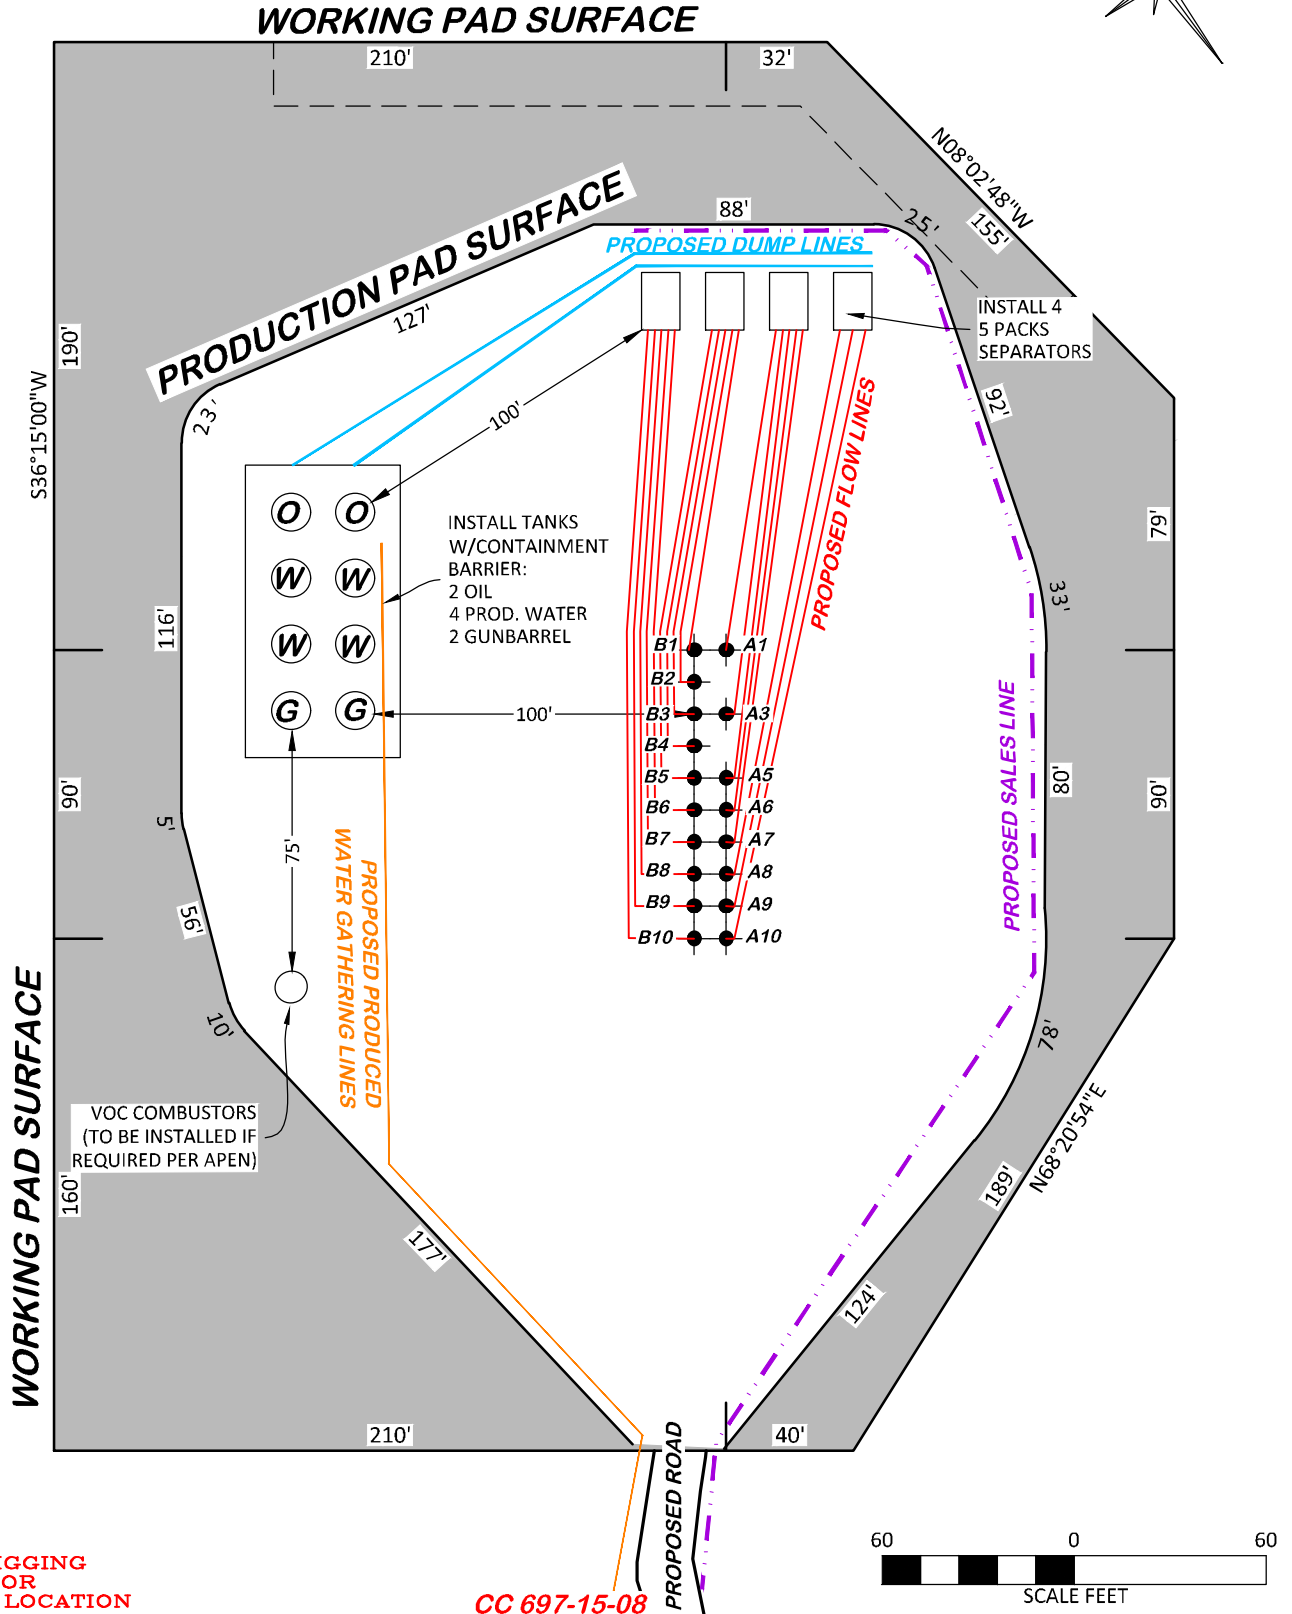 WORKING PAD SURFACE
210'
32'
N08°02'48"W
155'
88'
25'
PROPOSED DUMP LINES
PRODUCTION PAD SURFACE
127'
INSTALL 4
5 PACKS
SEPARATORS
190'
S36°15'00"W
23'
100'
92'
PROPOSED FLOW LINES
O O
W W
W W
G G
INSTALL TANKS
W/CONTAINMENT
BARRIER:
2 OIL
4 PROD. WATER
2 GUNBARREL
79'
33'
116'
B1 A1
B2
B3 A3
B4
B5 A5
B6 A6
B7 A7
B8 A8
B9 A9
B10 A10
100'
PROPOSED SALES LINE
80'
90'
90'
5'
75'
56'
PROPOSED PRODUCED
WATER GATHERING LINES
10'
78'
WORKING PAD SURFACE
VOC COMBUSTORS
(TO BE INSTALLED IF
REQUIRED PER APEN)
160'
N68°20'54"E
189'
177'
124'
210'
40'
PROPOSED ROAD
60 0 60
SCALE FEET
IGGING
OR
LOCATION
CC 697-15-08